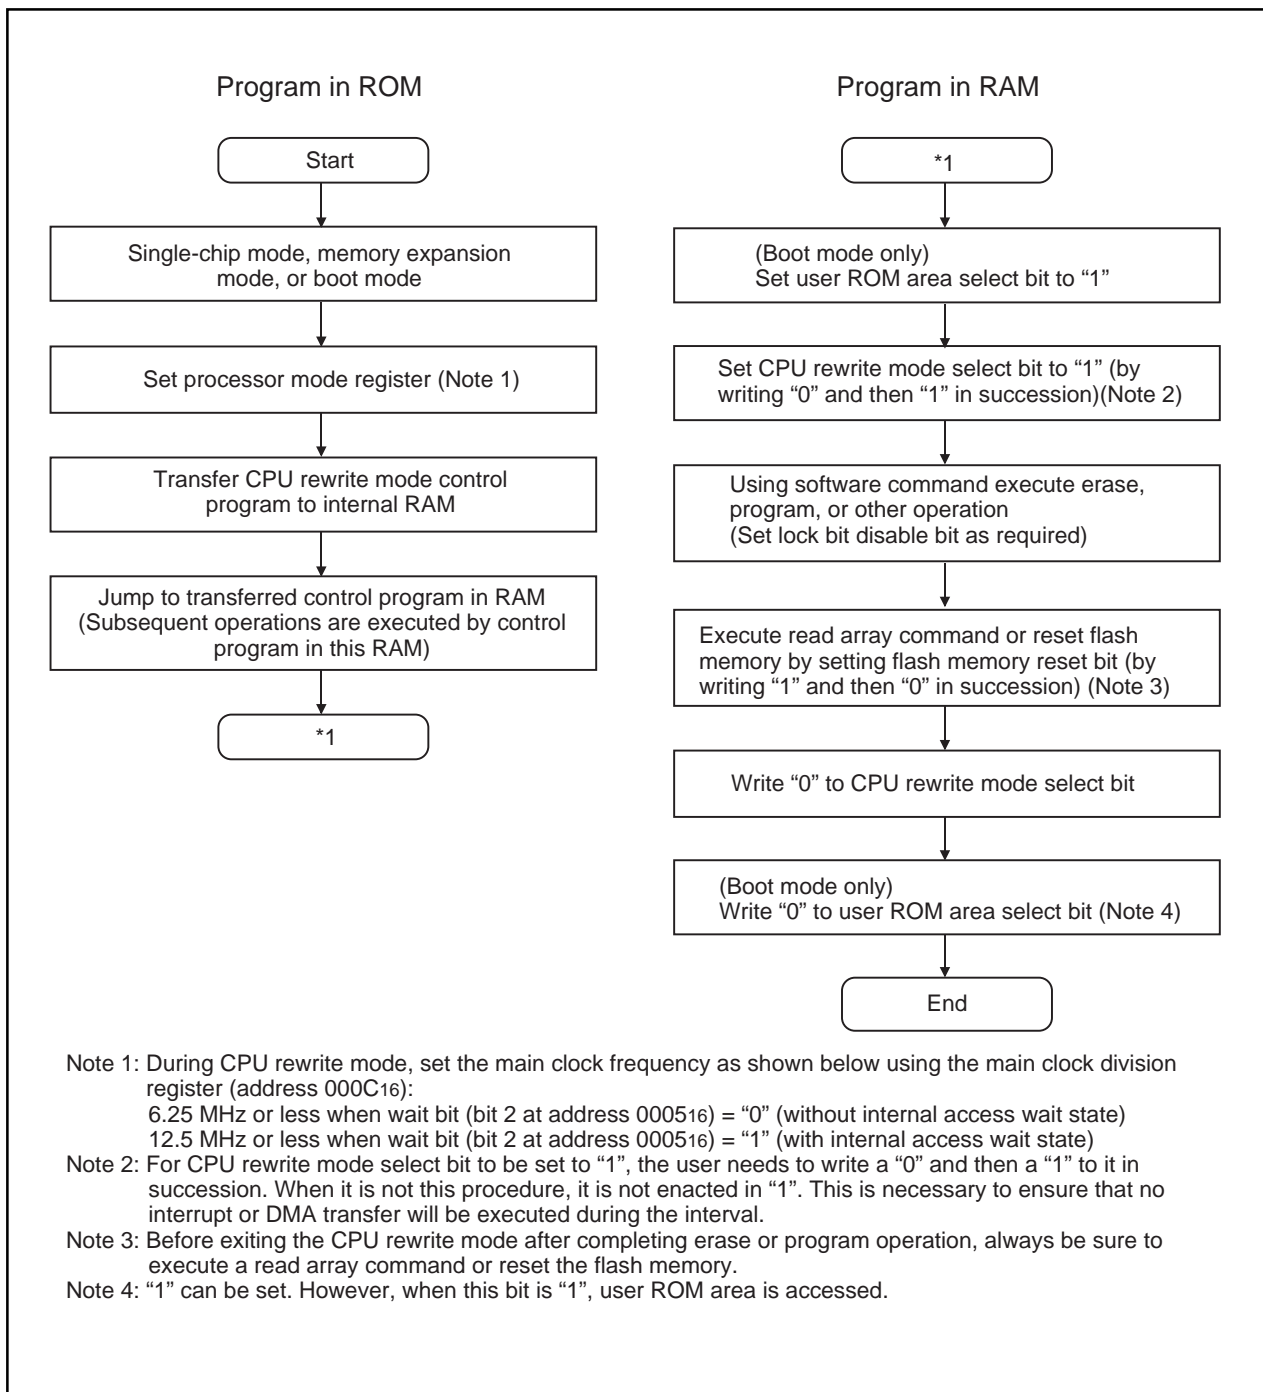 Program in ROM
Start
Single-chip mode, memory expansion
mode, or boot mode
Set processor mode register (Note 1)
Transfer CPU rewrite mode control
program to internal RAM
Jump to transferred control program in RAM
(Subsequent operations are executed by control
program in this RAM)
*1
Program in RAM
*1
(Boot mode only)
Set user ROM area select bit to “1”
Set CPU rewrite mode select bit to “1” (by
writing “0” and then “1” in succession)(Note 2)
Using software command execute erase,
program, or other operation
(Set lock bit disable bit as required)
Execute read array command or reset flash
memory by setting flash memory reset bit (by
writing “1” and then “0” in succession) (Note 3)
Write “0” to CPU rewrite mode select bit
(Boot mode only)
Write “0” to user ROM area select bit (Note 4)
End
Note 1: During CPU rewrite mode, set the main clock frequency as shown below using the main clock division
register (address 000C16):
6.25 MHz or less when wait bit (bit 2 at address 000516) = “0” (without internal access wait state)
12.5 MHz or less when wait bit (bit 2 at address 000516) = “1” (with internal access wait state)
Note 2: For CPU rewrite mode select bit to be set to “1”, the user needs to write a “0” and then a “1” to it in
succession. When it is not this procedure, it is not enacted in “1”. This is necessary to ensure that no
interrupt or DMA transfer will be executed during the interval.
Note 3: Before exiting the CPU rewrite mode after completing erase or program operation, always be sure to
execute a read array command or reset the flash memory.
Note 4: “1” can be set. However, when this bit is “1”, user ROM area is accessed.